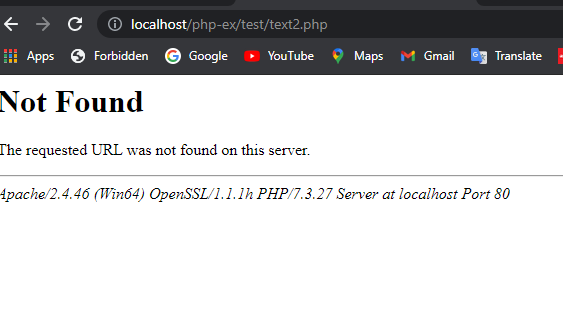 localhost/php-ex/test/text2.php
Apps Forbidden Google YouTube Maps Gmail Translate
Not Found
The requested URL was not found on this server.
Apache/2.4.46 (Win64) OpenSSL/1.1.1h PHP/7.3.27 Server at localhost Port 80